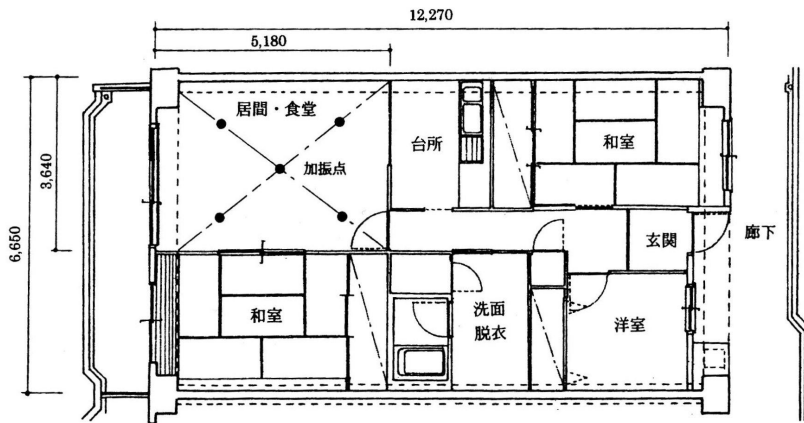 12,270
5,180
居間・食堂
台所
和室
加振点
3,640
6,650
玄関
廊下
和室
洗面
脱衣
洋室